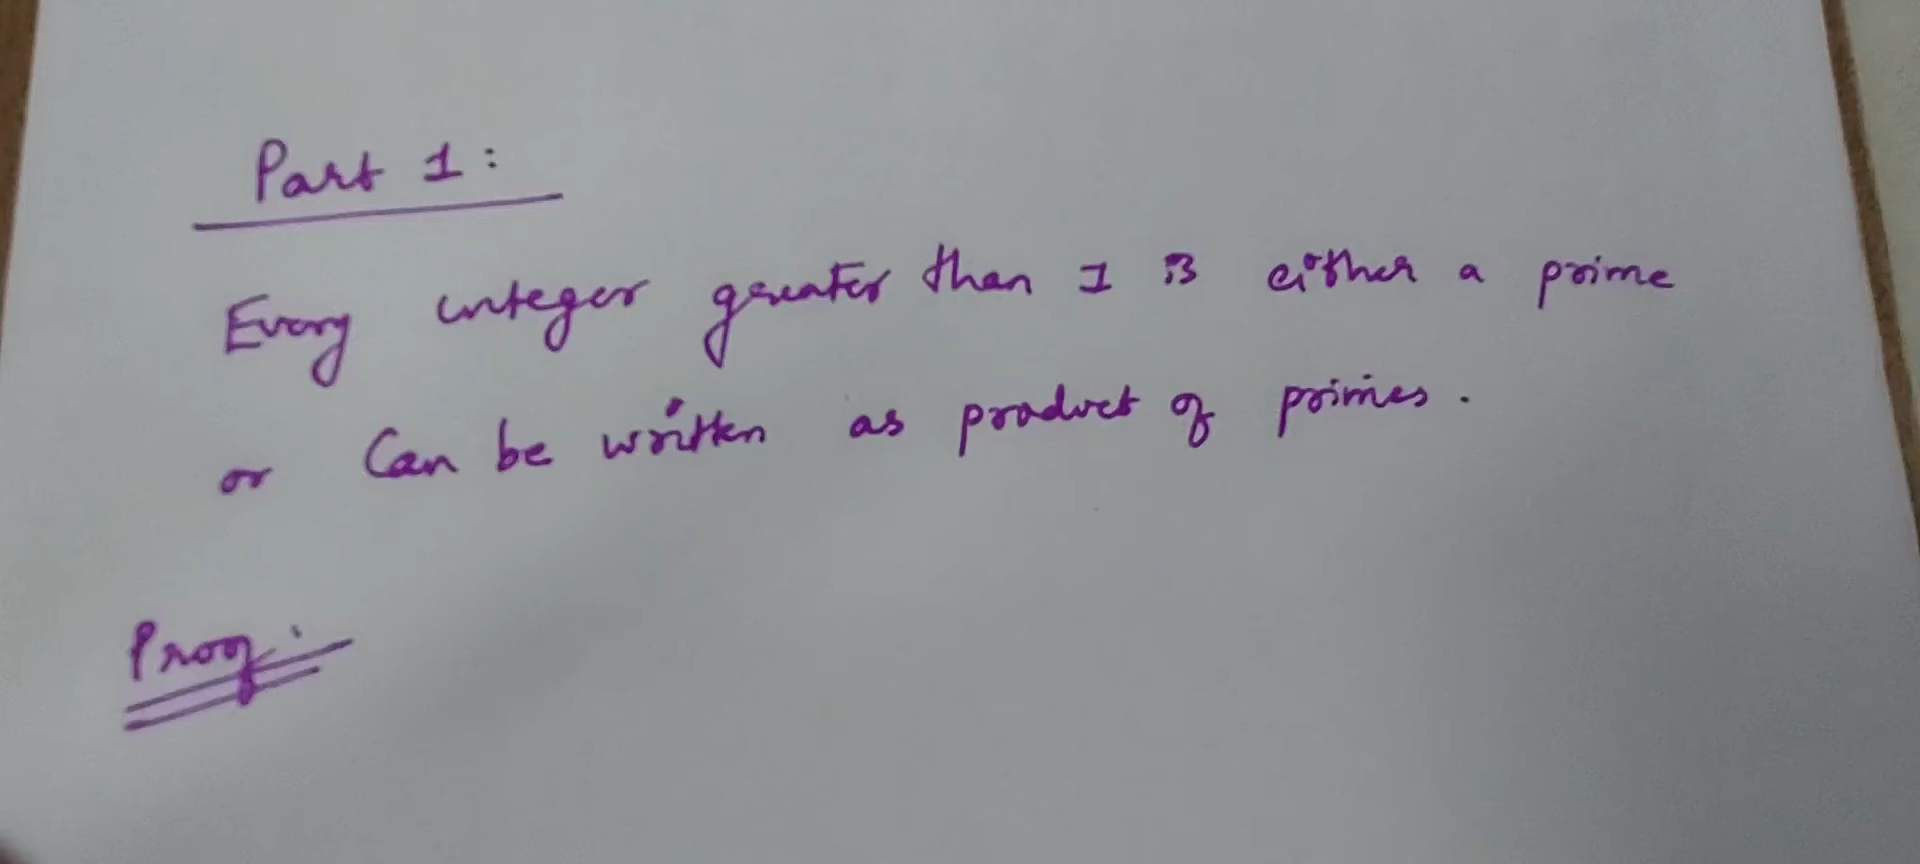 Part 1:
Every integer greater than 1 is either a prime
or Can be written as product of primes.
Proof: